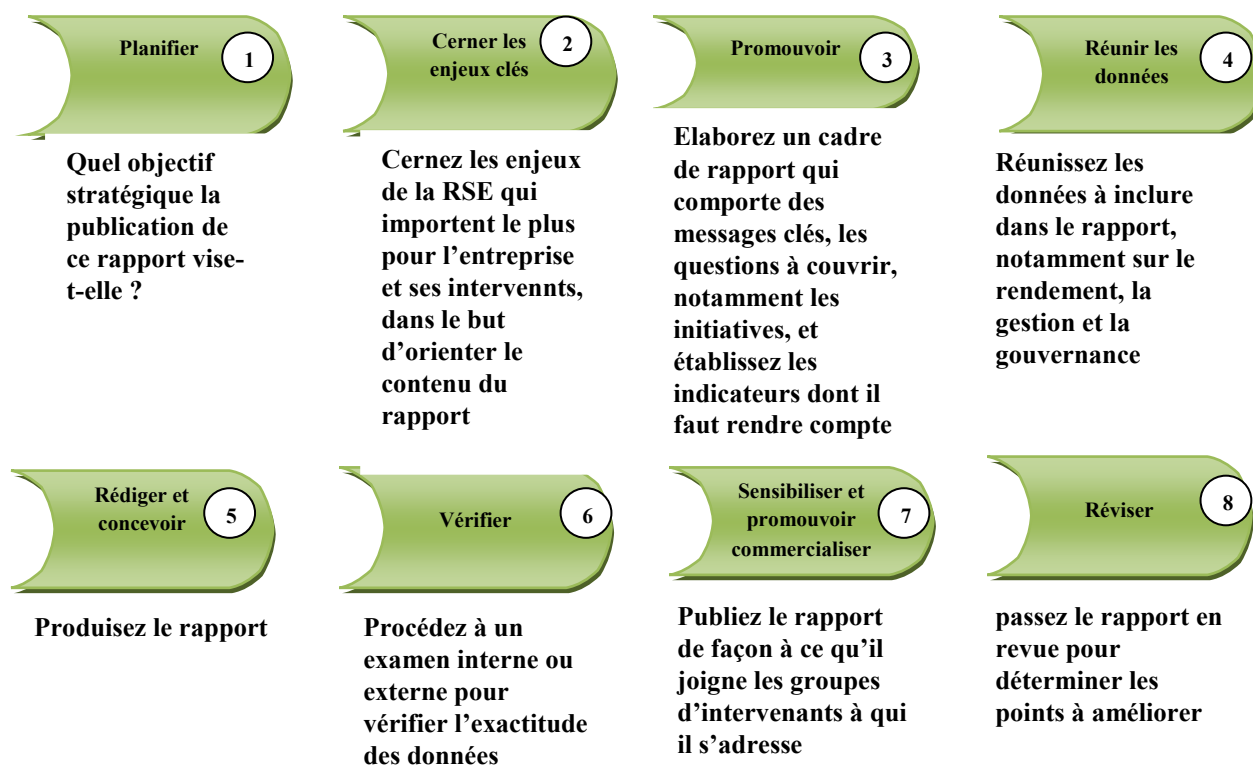 Planifier
1
Quel objectif
stratégique la
publication de
ce rapport vise-
t-elle ?
Cerner les
enjeux clés
2
Cernez les enjeux
de la RSE qui
importent le plus
pour l’entreprise
et ses intervennts,
dans le but
d’orienter le
contenu du
rapport
Promouvoir
3
Elaborez un cadre
de rapport qui
comporte des
messages clés, les
questions à couvrir,
notamment les
initiatives, et
établissez les
indicateurs dont il
faut rendre compte
Réunir les
données
4
Réunissez les
données à inclure
dans le rapport,
notamment sur le
rendement, la
gestion et la
gouvernance
Rédiger et
concevoir
5
Produisez le rapport
Vérifier
6
Procédez à un
examen interne ou
externe pour
vérifier l’exactitude
des données
Sensibiliser et
promouvoir
commercialiser
7
Publiez le rapport
de façon à ce qu’il
joigne les groupes
d’intervenants à qui
il s’adresse
Réviser
8
passez le rapport en
revue pour
déterminer les
points à améliorer